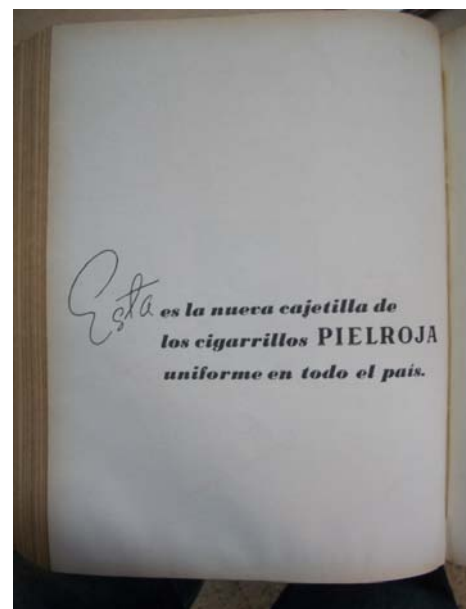 Esta es la nueva cajetilla de
los cigarrillos PIELROJA
uniforme en todo el país.